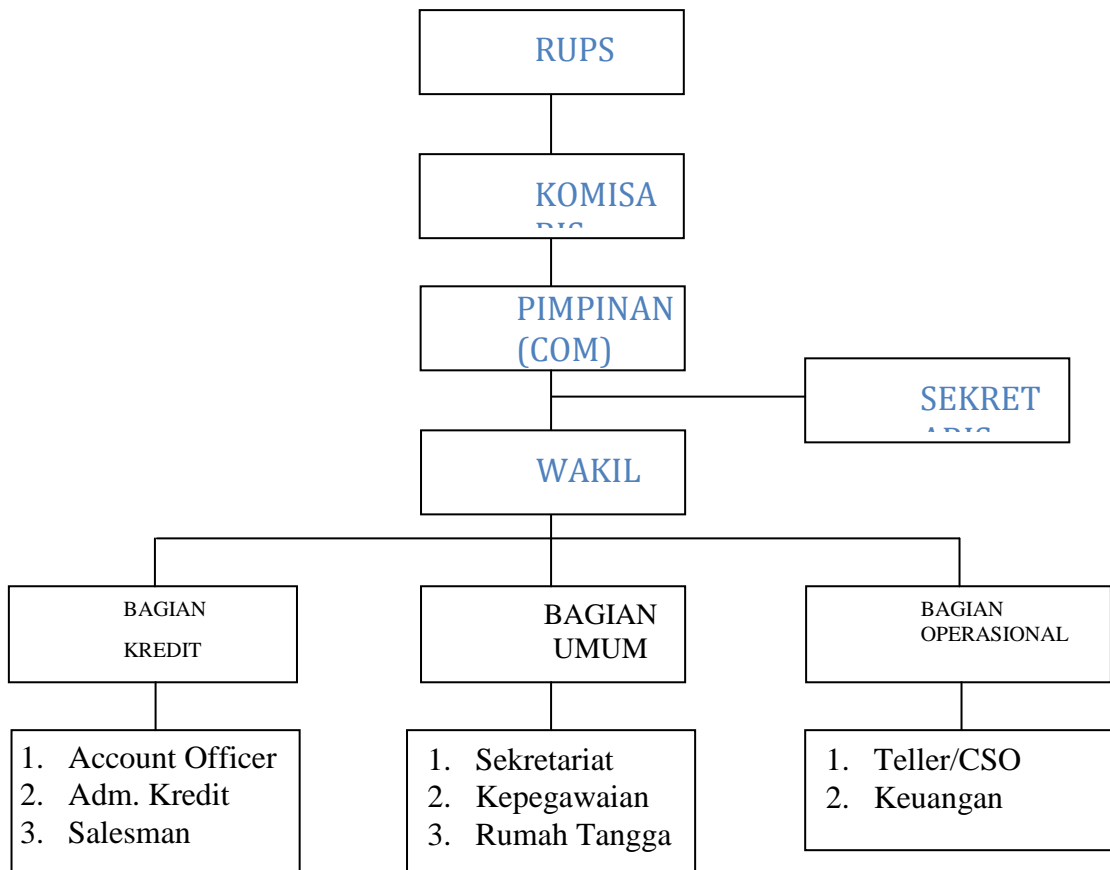 RUPS
KOMISA
PIMPINAN
(COM)
SEKRET
WAKIL
BAGIAN
KREDIT
BAGIAN
UMUM
BAGIAN
OPERASIONAL
1. Account Officer
2. Adm. Kredit
3. Salesman
1. Sekretariat
2. Kepegawaian
3. Rumah Tangga
1. Teller/CSO
2. Keuangan